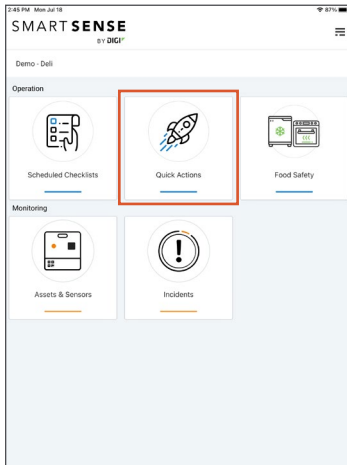 2:45 PM Mon Jul 18 87%
SMART SENSE
BY DIGI
Demo - Deli
Operation
Scheduled Checklists Quick Actions Food Safety
Monitoring
Assets & Sensors Incidents